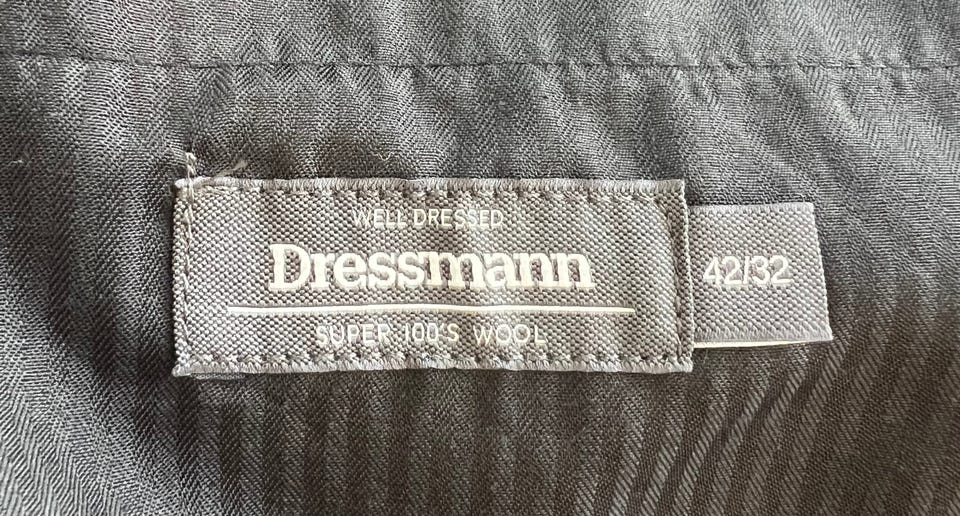 WELL DRESSED
Dressmann
SUPER 100'S WOOL
42/32